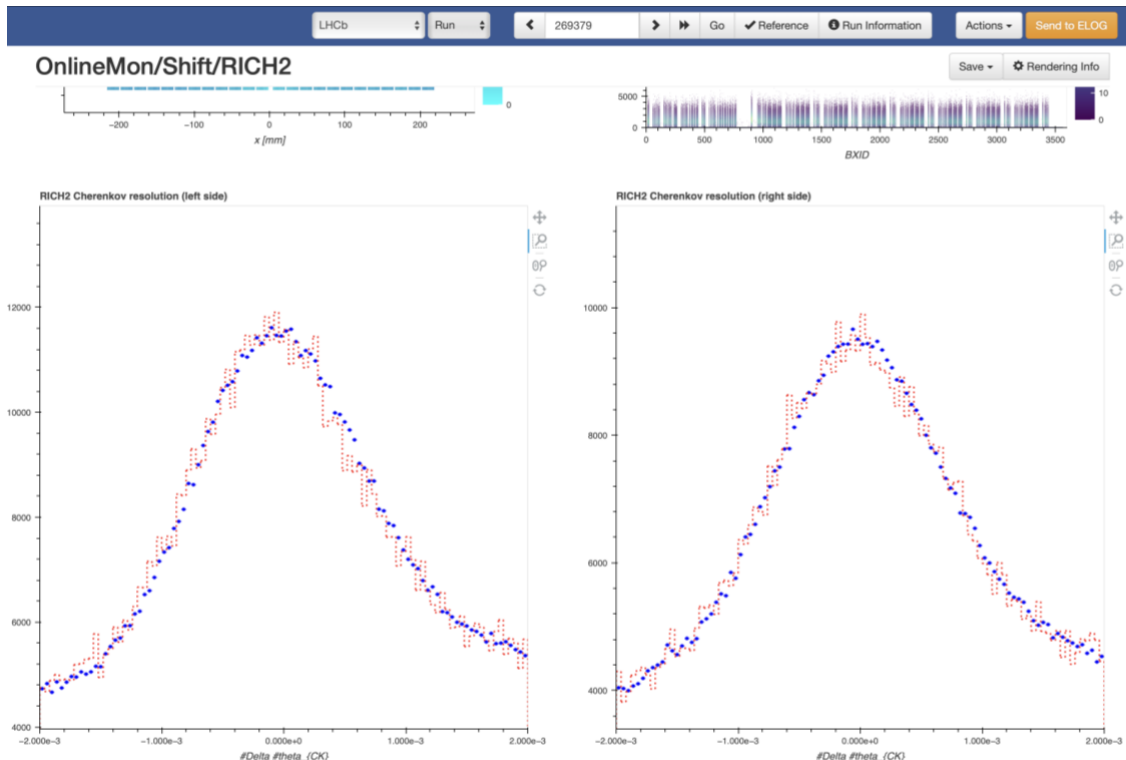 LHCb Run 269379 Go Reference Run Information Actions Send to ELOG
OnlineMon/Shift/RICH2 Save Rendering Info
0
−200 −100 0 100 200
x [mm]
5000
0
0 500 1000 1500 2000 2500 3000 3500
BXID
10
0
RICH2 Cherenkov resolution (left side)
12000
10000
8000
6000
4000
−2.000e−3 −1.000e−3 0.000e+0 1.000e−3 2.000e−3
#Delta #theta_{CK}
RICH2 Cherenkov resolution (right side)
10000
8000
6000
4000
−2.000e−3 −1.000e−3 0.000e+0 1.000e−3 2.000e−3
#Delta #theta_{CK}